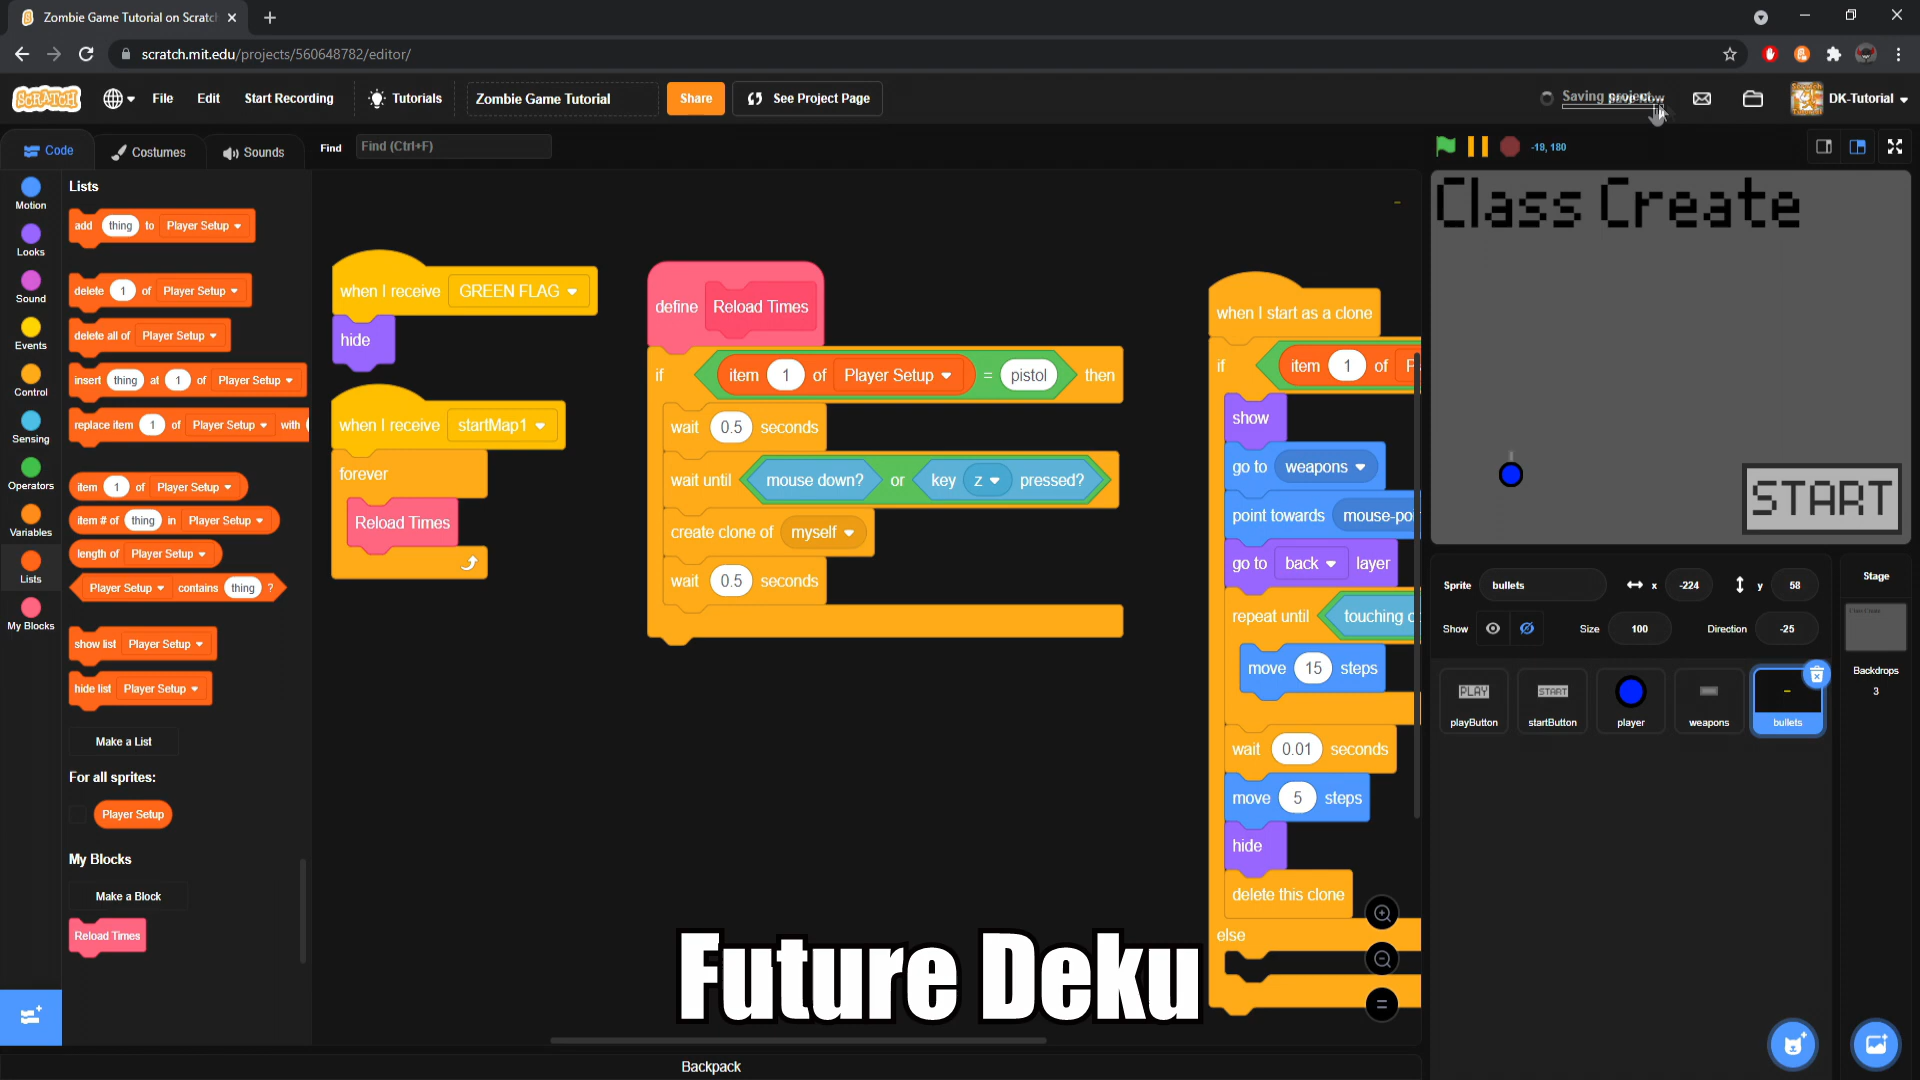 Zombie Game Tutorial on Scratch
scratch.mit.edu/projects/560648782/editor/
SCRATCH
File
Edit
Start Recording
Tutorials
Zombie Game Tutorial
Share
See Project Page
Saving project...
Save Now
DK-Tutorial
Code
Costumes
Sounds
Find
Find (Ctrl+F)
-19, 180
Motion
Looks
Sound
Events
Control
Sensing
Operators
Variables
Lists
My Blocks
Lists
add thing to Player Setup
delete 1 of Player Setup
delete all of Player Setup
insert thing at 1 of Player Setup
replace item 1 of Player Setup with
item 1 of Player Setup
item # of thing in Player Setup
length of Player Setup
Player Setup contains thing ?
show list Player Setup
hide list Player Setup
Make a List
For all sprites:
Player Setup
My Blocks
Make a Block
Reload Times
when I receive GREEN FLAG
hide
when I receive startMap1
forever
Reload Times
define Reload Times
if item 1 of Player Setup = pistol then
wait 0.5 seconds
wait until mouse down? or key z pressed?
create clone of myself
wait 0.5 seconds
when I start as a clone
if item 1 of P
show
go to weapons
point towards mouse-poi
go to back layer
repeat until touching
move 15 steps
wait 0.01 seconds
move 5 steps
hide
delete this clone
else
Future Deku
Backpack
Class Create
START
Sprite bullets x -224 y 58
Show Size 100 Direction -25
PLAY
playButton
START
startButton
player
weapons
bullets
Stage
Backdrops
3